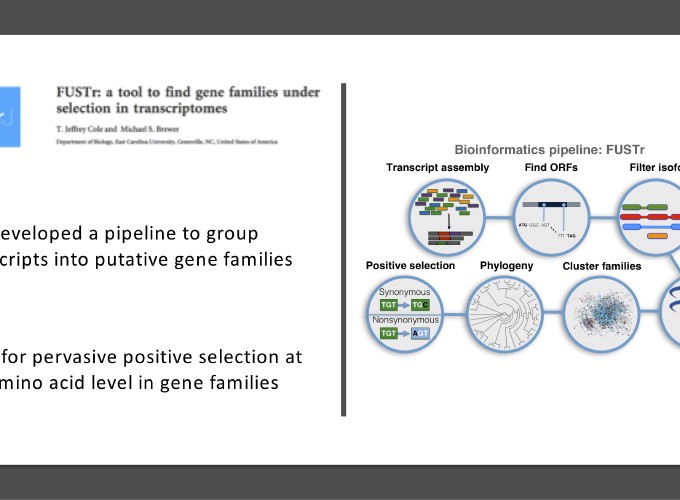 FUSTr: a tool to find gene families under
selection in transcriptomes
T. Jeffrey Cole and Michael S. Brewer
Department of Biology, East Carolina University, Greenville, NC, United States of America
eveloped a pipeline to group
cripts into putative gene families
for pervasive positive selection at
mino acid level in gene families
Bioinformatics pipeline: FUSTr
Transcript assembly Find ORFs Filter isofo
ATG GGC AGT
TTT TAG
Positive selection Phylogeny Cluster families
Synonymous
TGT TGC
Nonsynonymous
TGT AGT